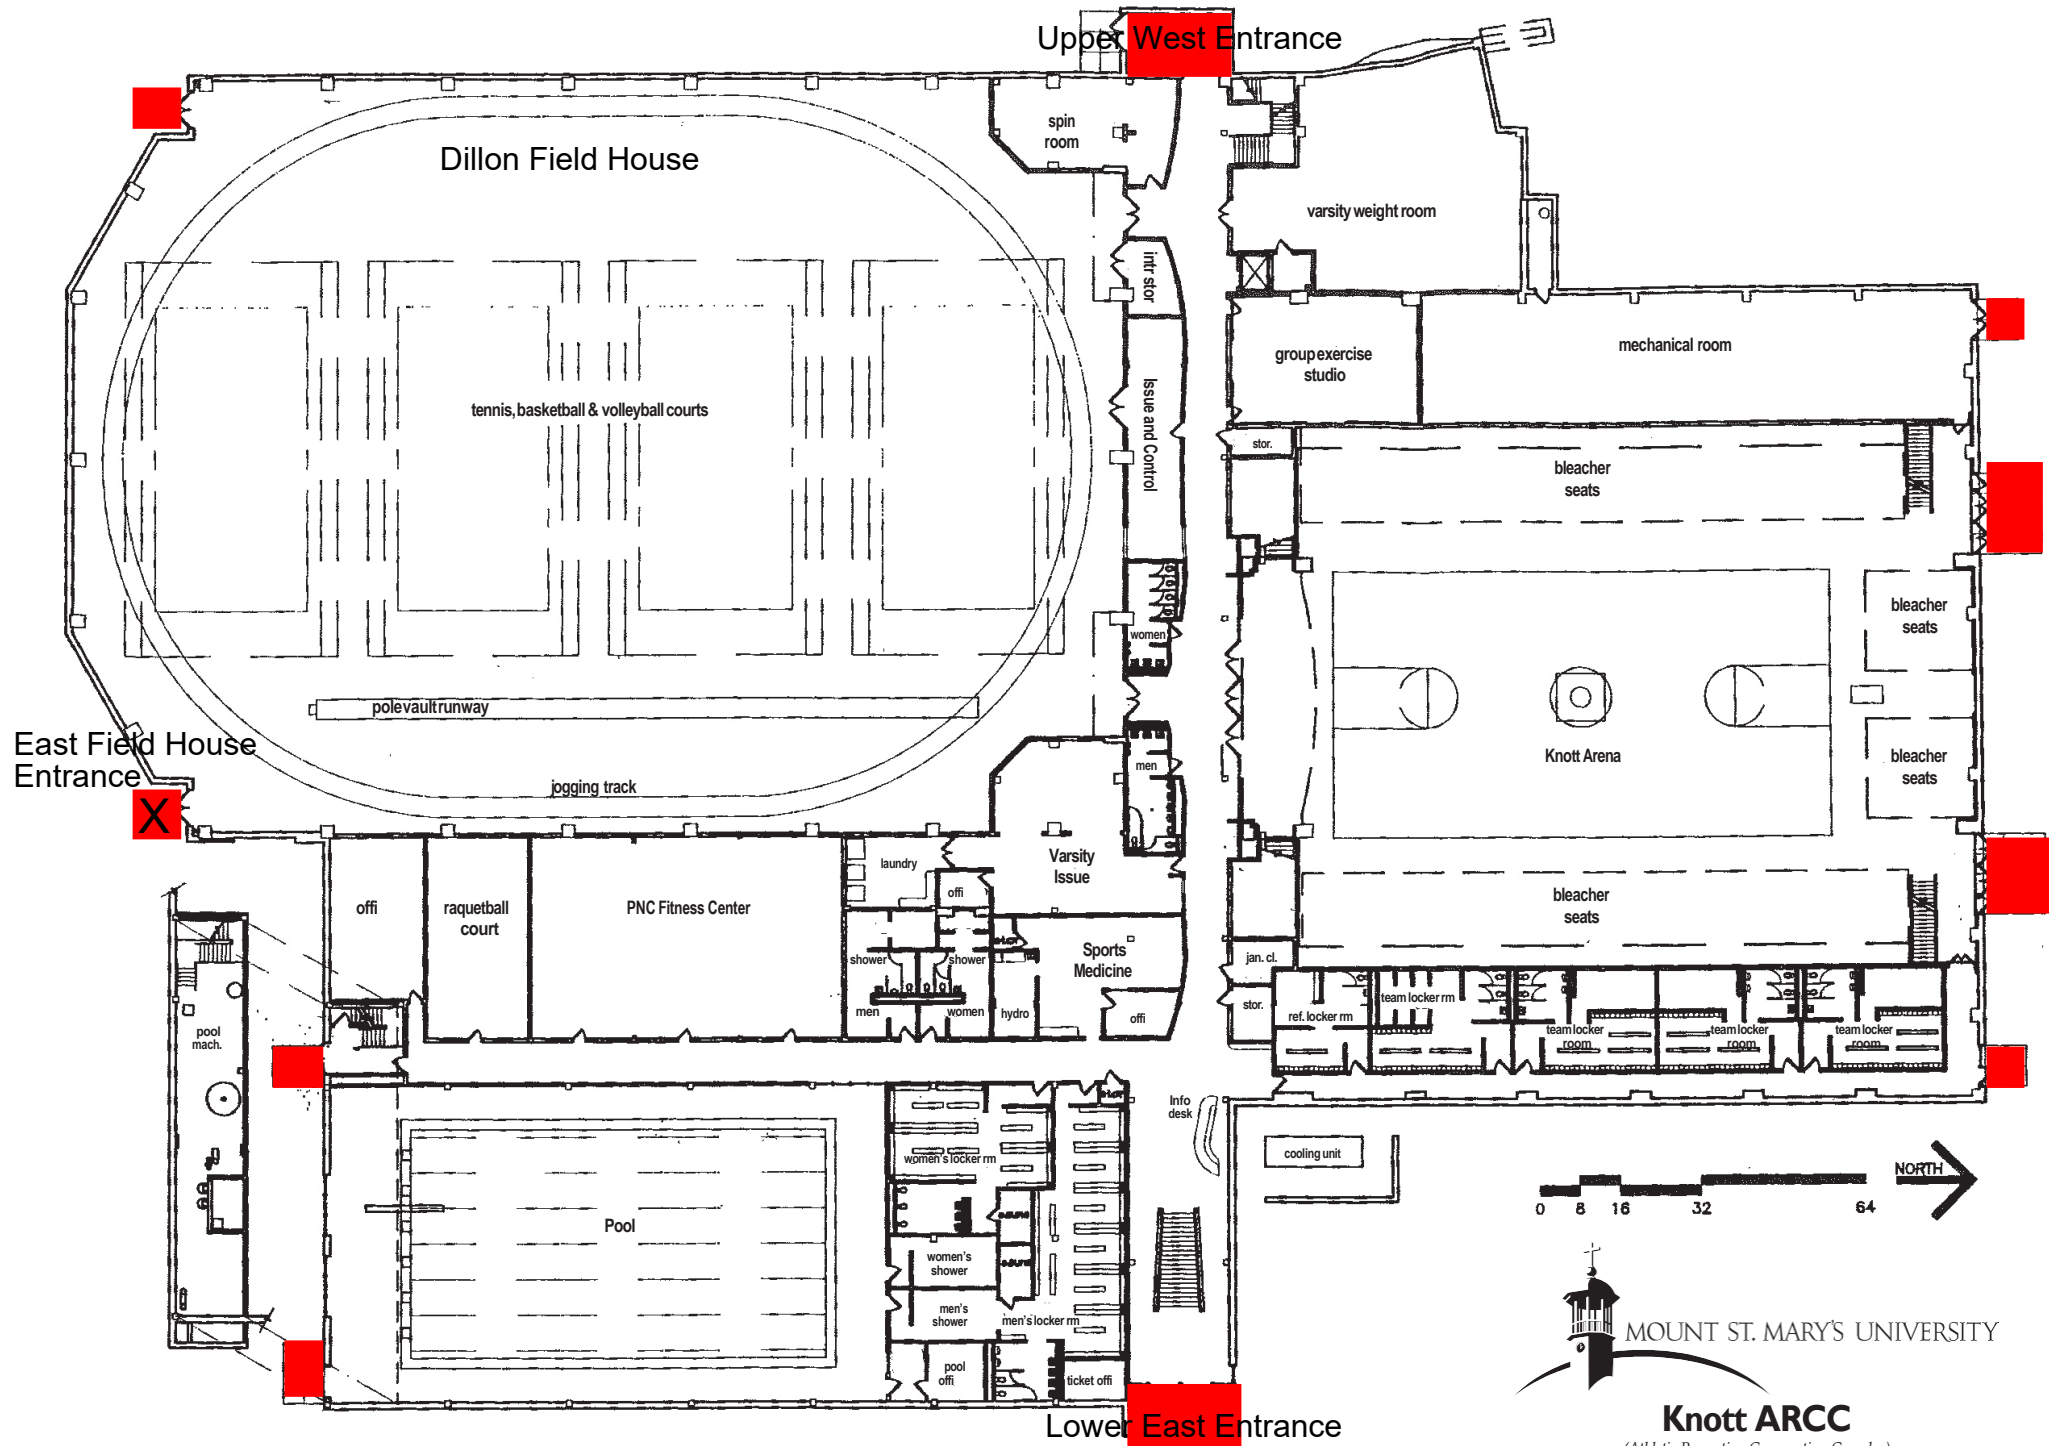 Upper West Entrance
Dillon Field House
spin
room
varsity weight room
intr stor
group exercise
studio
mechanical room
tennis, basketball & volleyball courts
Issue and Control
stor.
bleacher
seats
bleacher
seats
women
pole vault runway
East Field House
Entrance
X
jogging track
men
Knott Arena
bleacher
seats
laundry
Varsity
Issue
offi
offi
raquetball
court
PNC Fitness Center
bleacher
seats
shower
shower
Sports
Medicine
jan. cl.
stor.
men
women
hydro
offi
ref. locker rm
team locker rm
team locker
room
team locker
room
team locker
room
pool
mach.
Info
desk
women's locker rm
cooling unit
NORTH
0 8 16 32 64
Pool
women's
shower
men's
shower
men's locker rm
pool
offi
ticket offi
MOUNT ST. MARY'S UNIVERSITY
Lower East Entrance
Knott ARCC